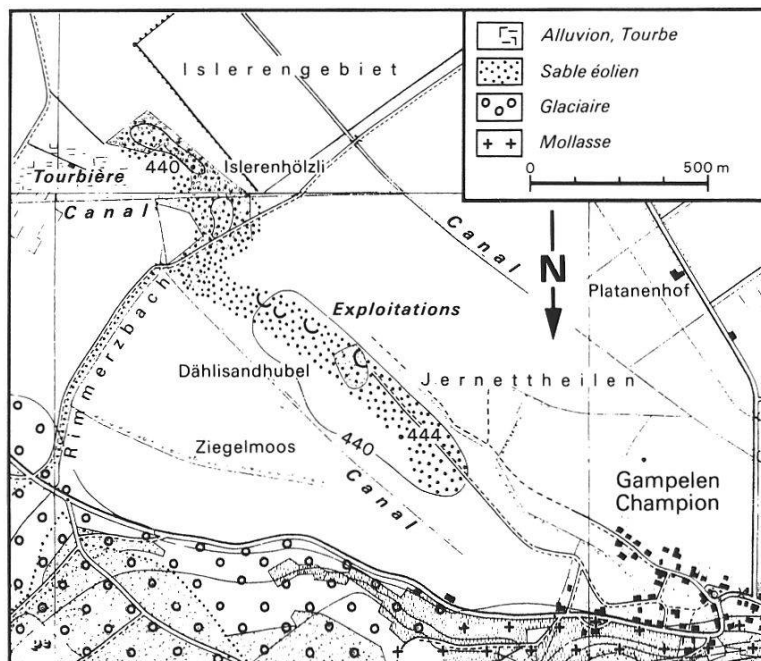 Alluvion, Tourbe
Sable éolien
Glaciaire
Mollasse
0 500 m
Islerengebiet
440
Islerenhölzli
Tourbière
Canal
Canal
N
Platanenhof
Exploitations
Rimmerzbach
Dählisandhubel
Jernettheilen
Ziegelmoos
440
444
Canal
Gampelen
Champion